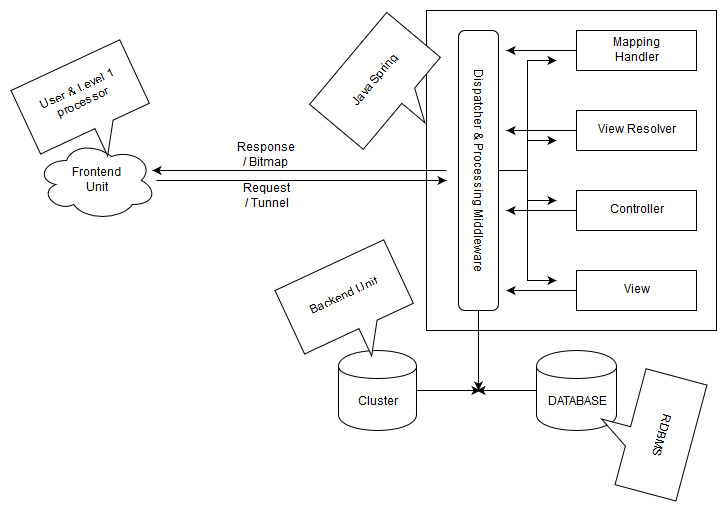 User & Level 1
processor
Frontend
Unit
Response
/ Bitmap
Request
/ Tunnel
Java Spring
Dispatcher & Processing Middleware
Mapping
Handler
View Resolver
Controller
View
Backend Unit
Cluster
DATABASE
RDBMS